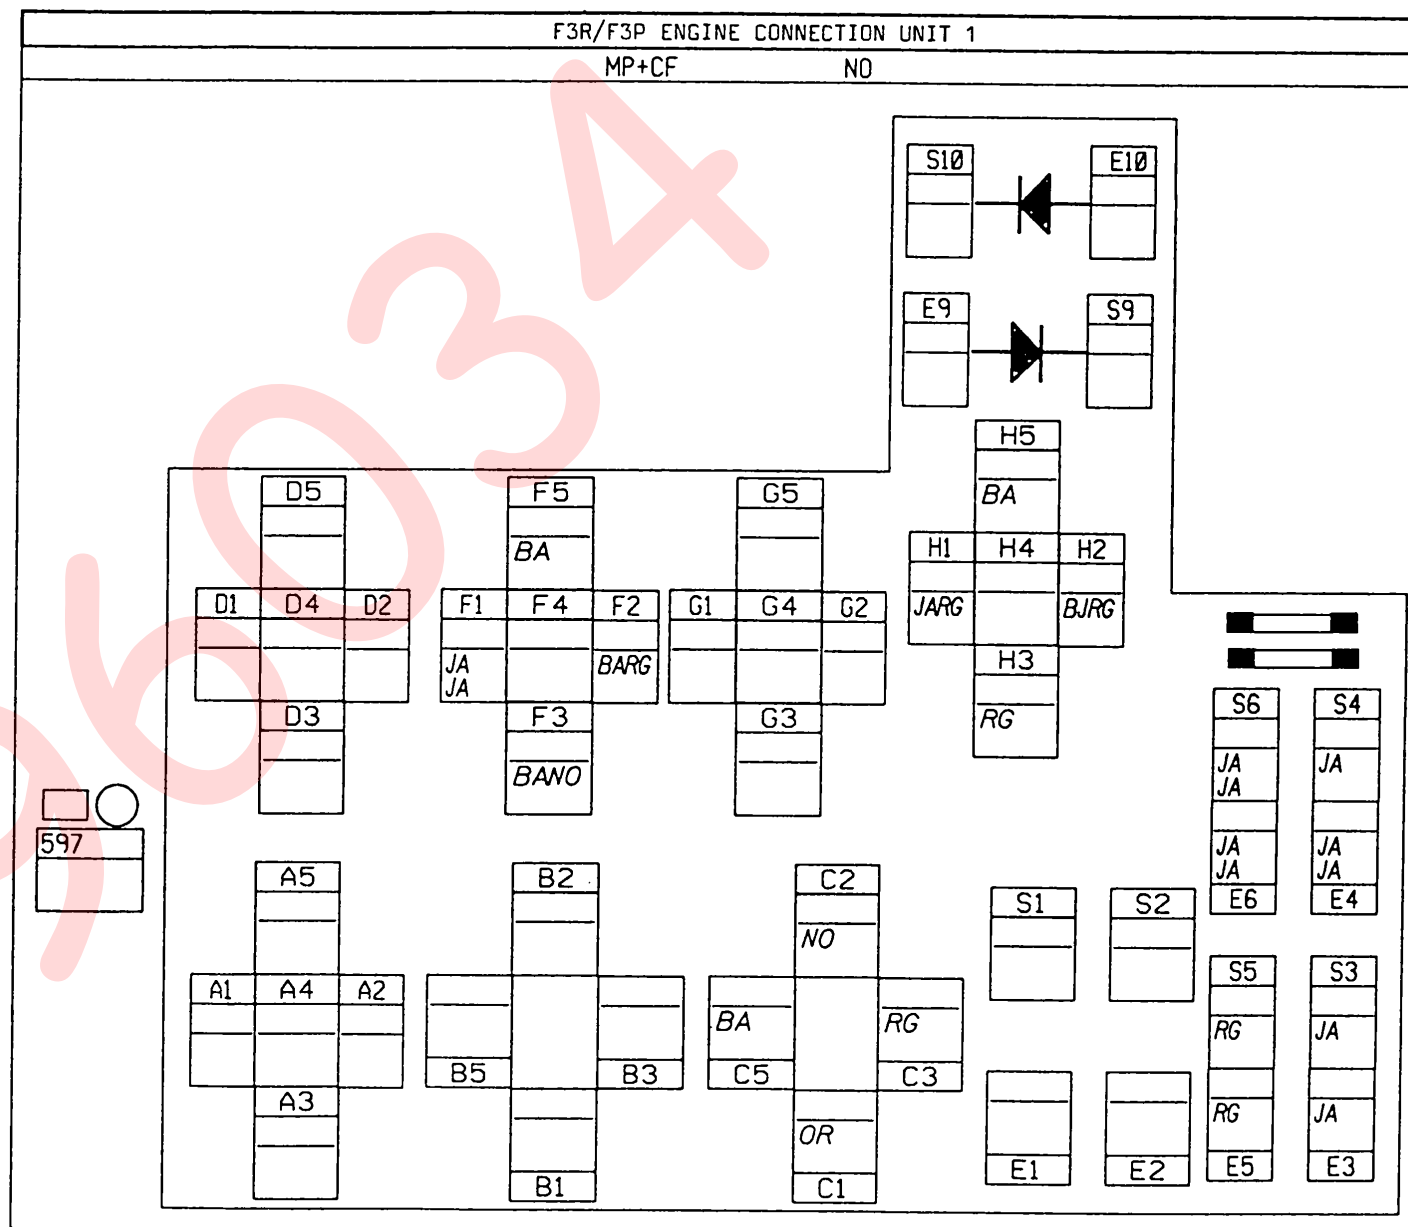 F3R/F3P ENGINE CONNECTION UNIT 1
MP+CF NO
S10 E10
E9 S9
H5
BA
H1 H4 H2
JARG BJRG
H3
RG
D5 F5 G5
BA
D1 D4 D2 F1 F4 F2 G1 G4 G2
JA BARG
JA
D3 F3 G3
BANO
S6 S4
JA JA
JA
JA JA
JA JA
E6 E4
597
A5 B2 C2
NO
S1 S2
A1 A4 A2
BA RG
B5 B3 C5 C3
S5 S3
RG JA
RG JA
E5 E3
A3
OR
B1 C1
E1 E2
96034